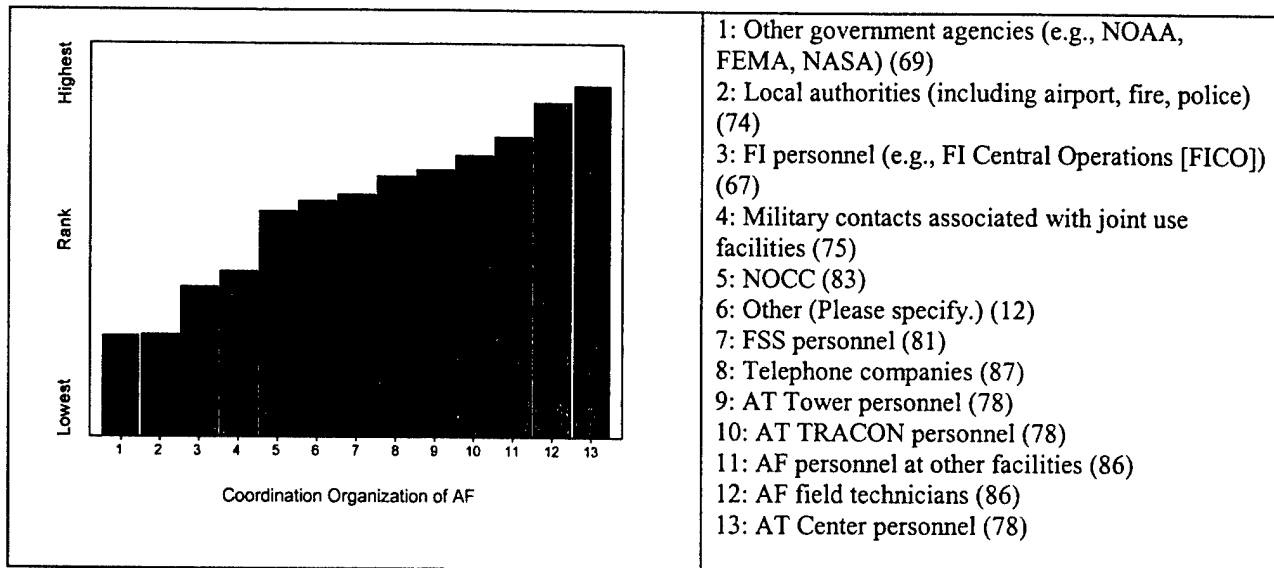 Highest
Rank
Lowest
1 2 3 4 5 6 7 8 9 10 11 12 13
Coordination Organization of AF
1: Other government agencies (e.g., NOAA,
FEMA, NASA) (69)
2: Local authorities (including airport, fire, police)
(74)
3: FI personnel (e.g., FI Central Operations [FICO])
(67)
4: Military contacts associated with joint use
facilities (75)
5: NOCC (83)
6: Other (Please specify.) (12)
7: FSS personnel (81)
8: Telephone companies (87)
9: AT Tower personnel (78)
10: AT TRACON personnel (78)
11: AF personnel at other facilities (86)
12: AF field technicians (86)
13: AT Center personnel (78)